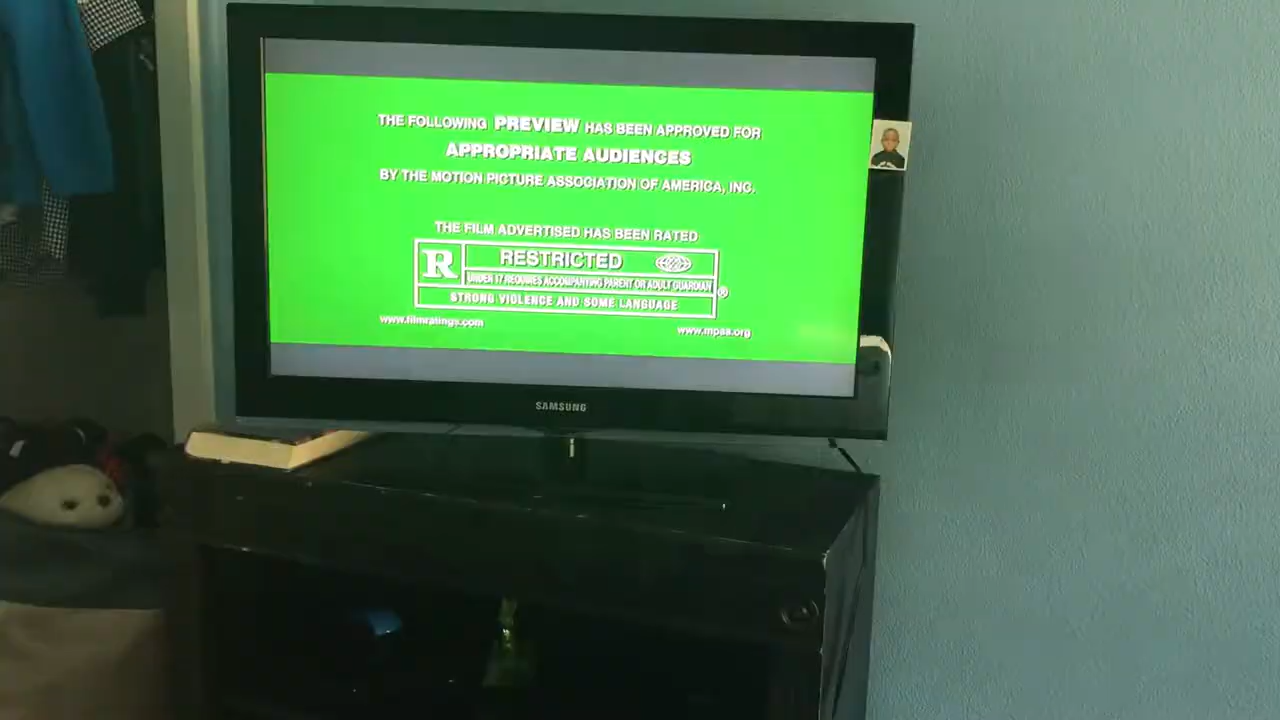 THE FOLLOWING PREVIEW HAS BEEN APPROVED FOR
APPROPRIATE AUDIENCES
BY THE MOTION PICTURE ASSOCIATION OF AMERICA, INC.
THE FILM ADVERTISED HAS BEEN RATED
R RESTRICTED
UNDER 17 REQUIRES ACCOMPANYING PARENT OR ADULT GUARDIAN
STRONG VIOLENCE AND SOME LANGUAGE
®
www.filmratings.com
www.mpaa.org
SAMSUNG